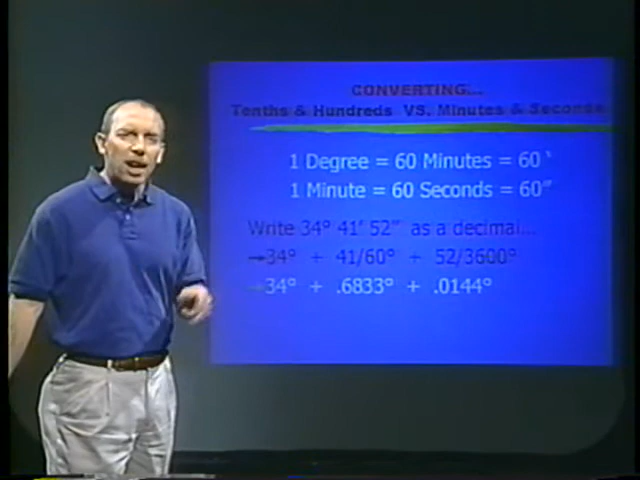 CONVERTING...
Tenths & Hundreds VS. Minutes & Seconds
1 Degree = 60 Minutes = 60 '
1 Minute = 60 Seconds = 60"
Write 34° 41' 52" as a decimal...
→34° + 41/60° + 52/3600°
→34° + .6833° + .0144°